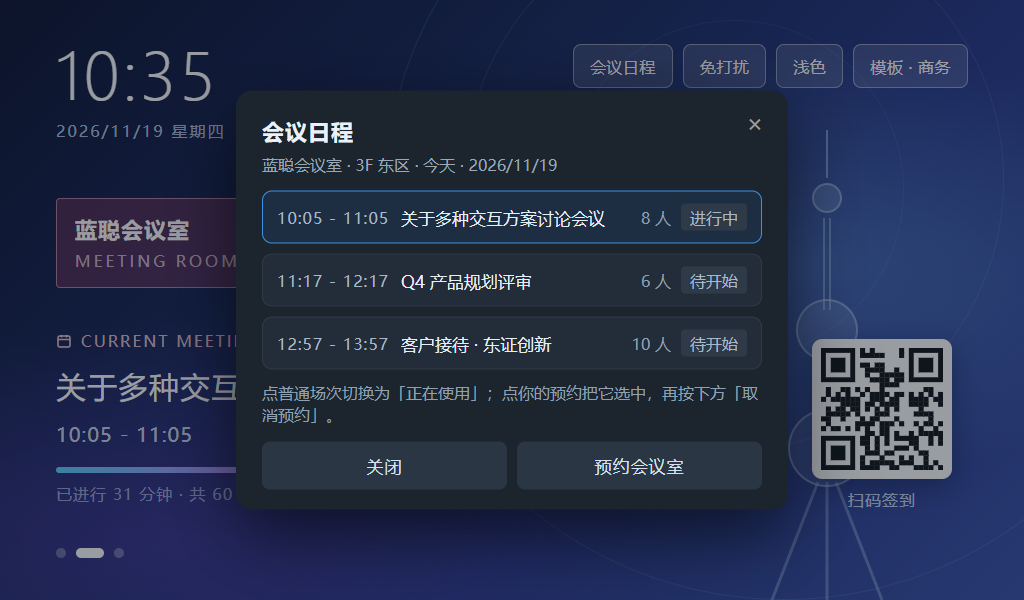 10:35
2026/11/19 星期四
会议日程
免打扰
浅色
模板 · 商务
会议日程
×
蓝聪会议室 · 3F 东区 · 今天 · 2026/11/19
10:05 - 11:05 关于多种交互方案讨论会议 8 人 进行中
11:17 - 12:17 Q4 产品规划评审 6 人 待开始
12:57 - 13:57 客户接待 · 东证创新 10 人 待开始
点普通场次切换为「正在使用」；点你的预约把它选中，再按下方「取
消预约」。
关闭
预约会议室
蓝聪会议室
MEETING ROOM
CURRENT MEETI
关于多种交互
10:05 - 11:05
已进行 31 分钟 · 共 60
扫码签到